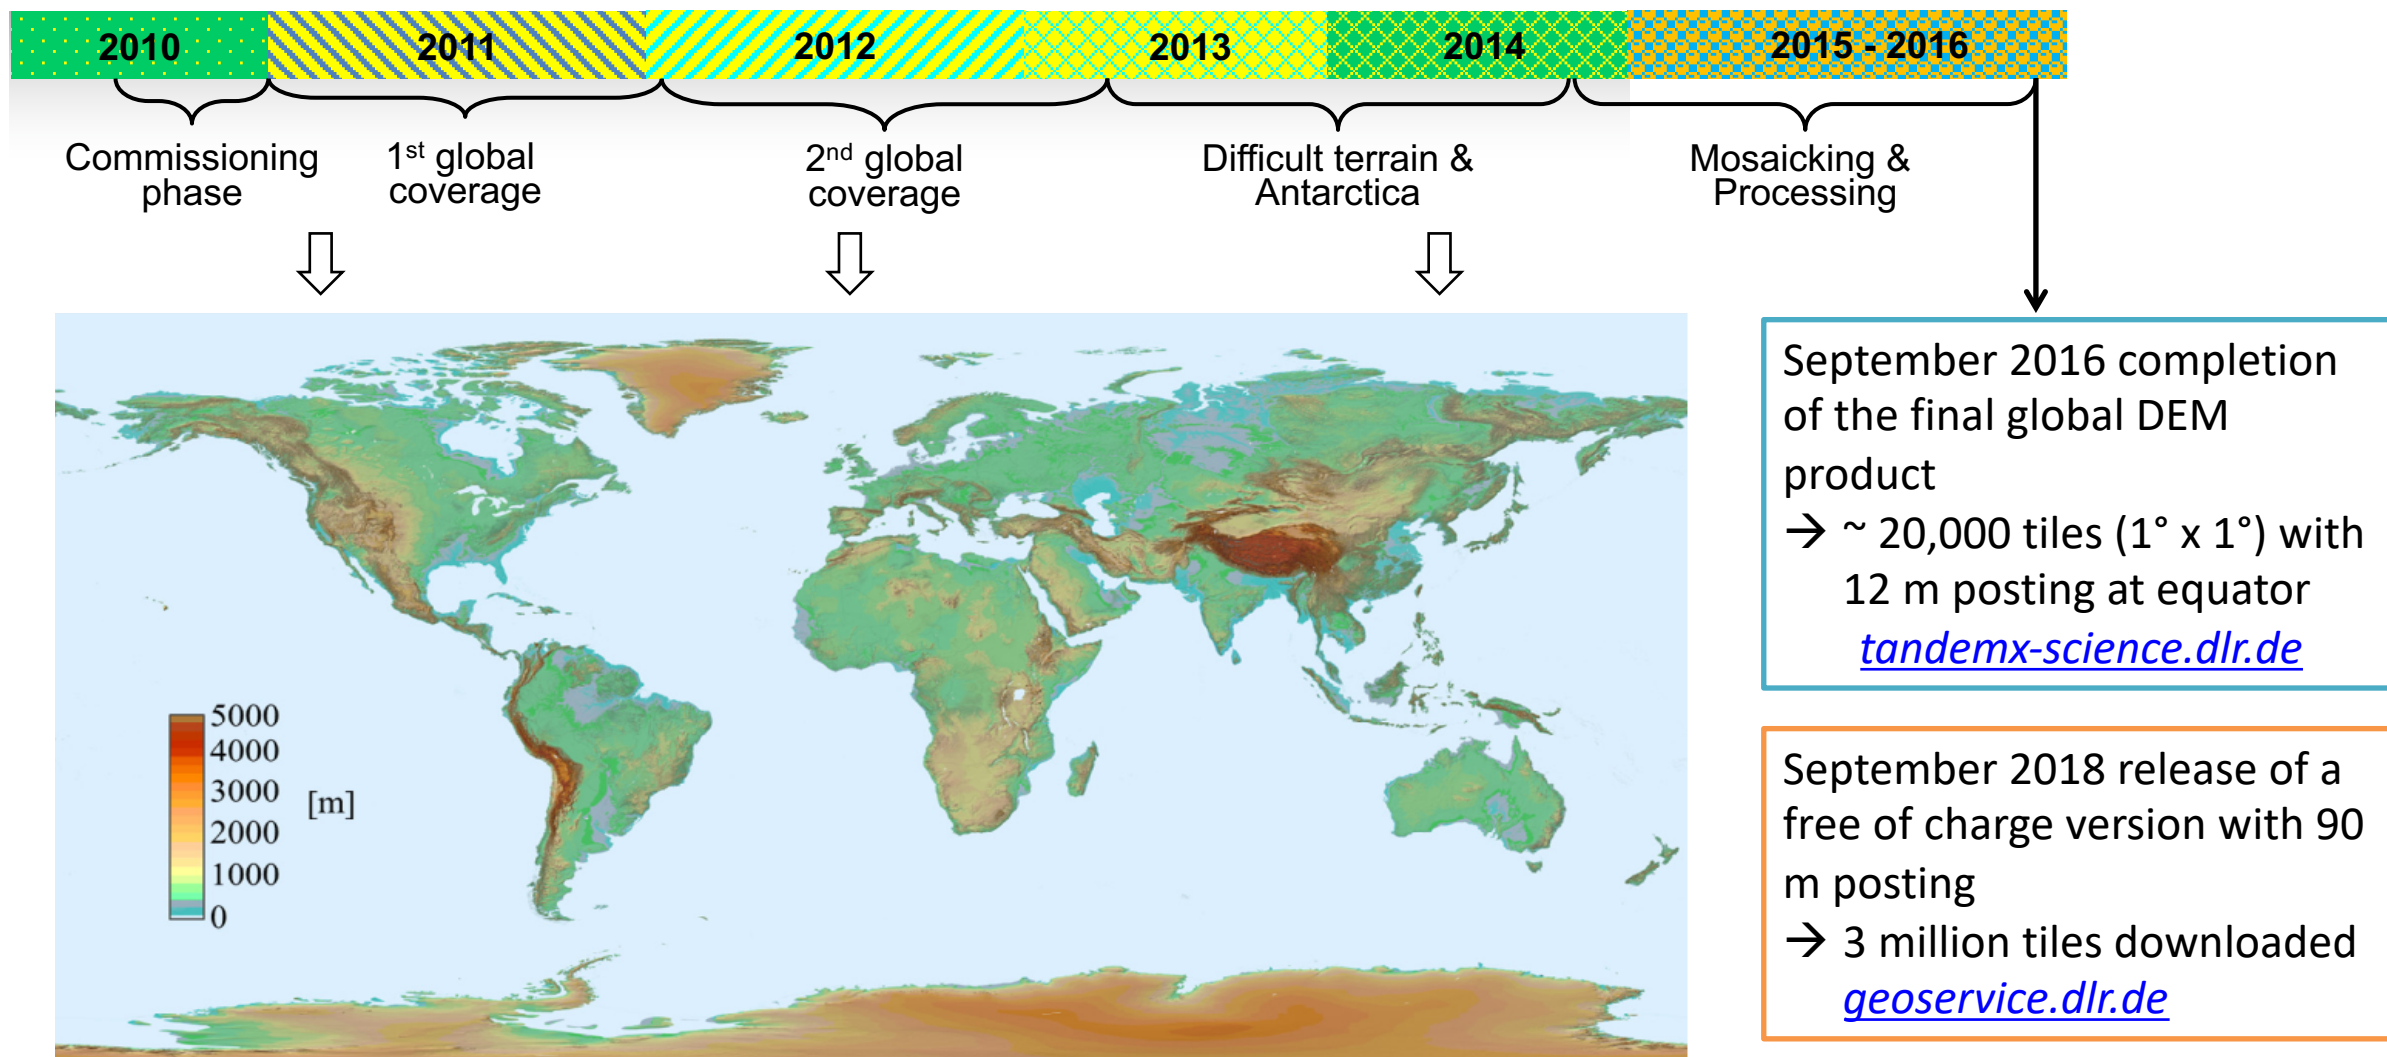 2010
2011
2012
2013
2014
2015 - 2016
Commissioning
phase
1st global
coverage
2nd global
coverage
Difficult terrain &
Antarctica
Mosaicking &
Processing
5000
4000
3000
2000
1000
0
[m]
September 2016 completion
of the final global DEM
product
→ ~ 20,000 tiles (1° x 1°) with
12 m posting at equator
tandemx-science.dlr.de
September 2018 release of a
free of charge version with 90
m posting
→ 3 million tiles downloaded
geoservice.dlr.de